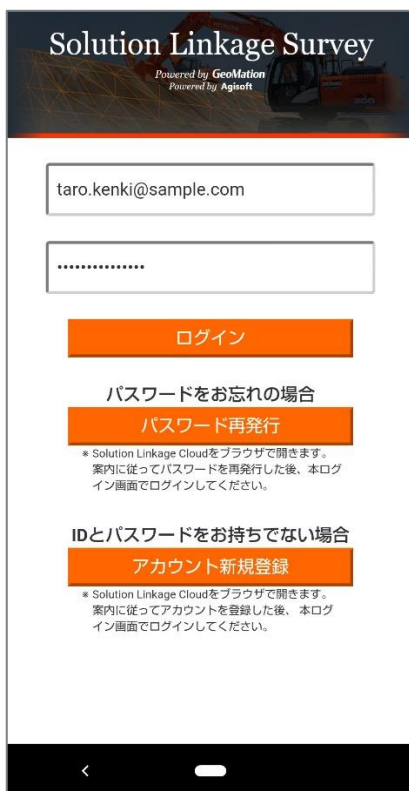 Solution Linkage Survey
Powered by GeoMation
Powered by Agisoft
taro.kenki@sample.com
•••••••••••••••
ログイン
パスワードをお忘れの場合
パスワード再発行
※ Solution Linkage Cloudをブラウザで開きます。
案内に従ってパスワードを再発行した後、本ログ
イン画面でログインしてください。
IDとパスワードをお持ちでない場合
アカウント新規登録
※ Solution Linkage Cloudをブラウザで開きます。
案内に従ってアカウントを登録した後、 本ログ
イン画面でログインしてください。